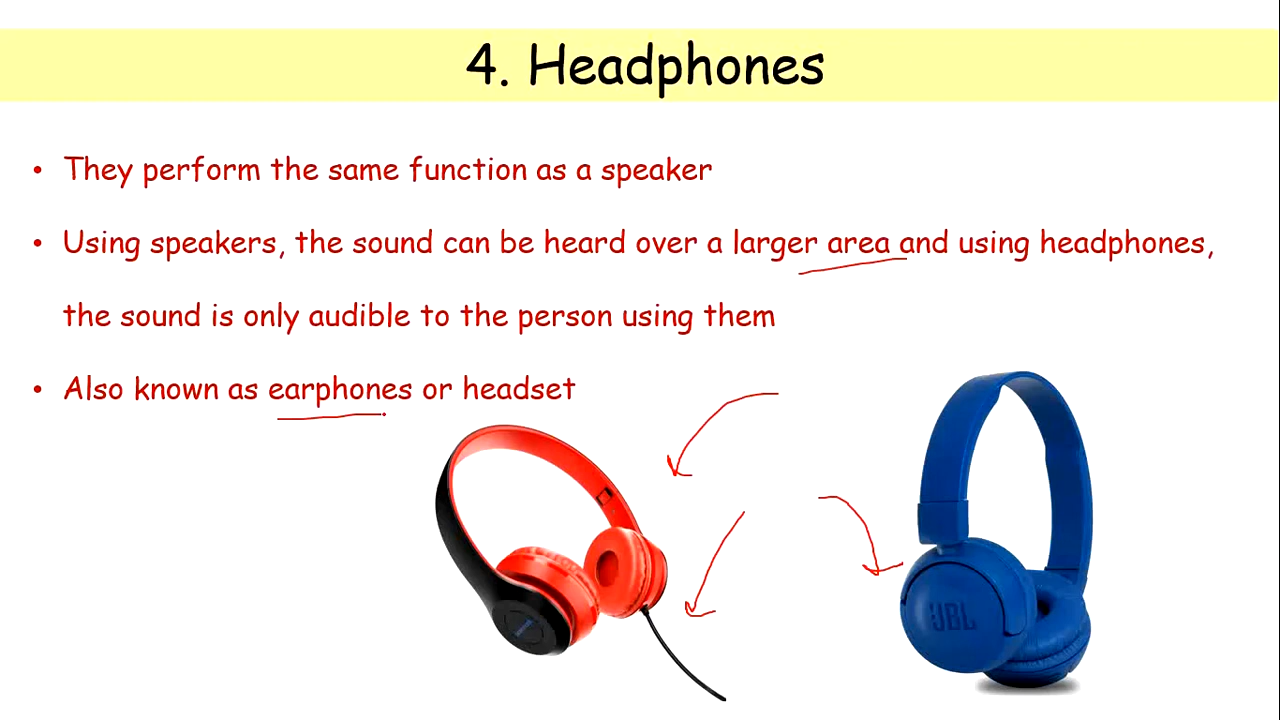 4. Headphones
• They perform the same function as a speaker
• Using speakers, the sound can be heard over a larger area and using headphones,
the sound is only audible to the person using them
• Also known as earphones or headset
JBL